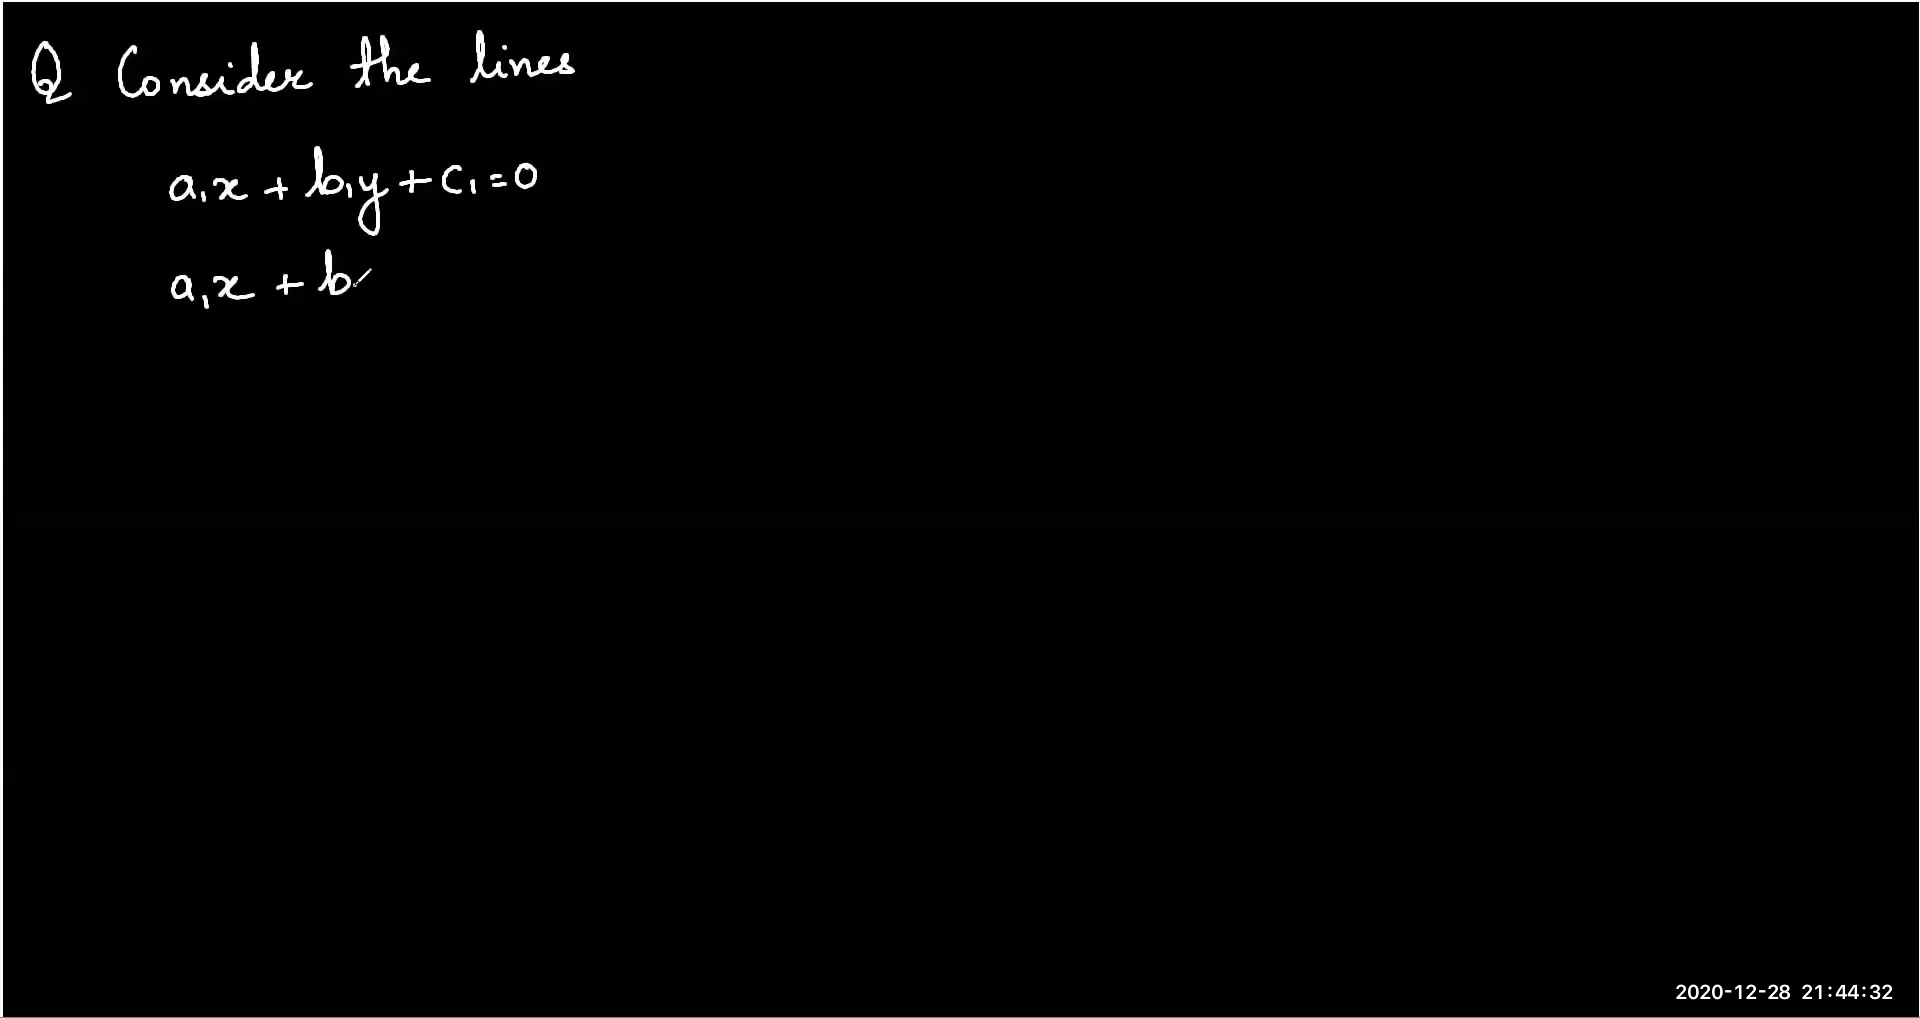 Q Consider the lines
a₁x + b₁y + c₁ = 0
a₁x + b
2020-12-28 21:44:32